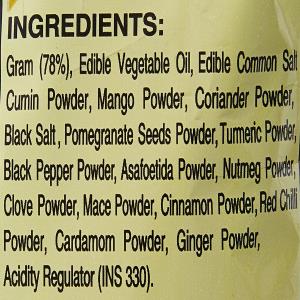 INGREDIENTS:
Gram (78%), Edible Vegetable Oil, Edible Common Salt
Cumin Powder, Mango Powder, Coriander Powder,
Black Salt, Pomegranate Seeds Powder, Turmeric Powder,
Black Pepper Powder, Asafoetida Powder, Nutmeg Powder,
Clove Powder, Mace Powder, Cinnamon Powder, Red Chilli
Powder, Cardamom Powder, Ginger Powder,
Acidity Regulator (INS 330).